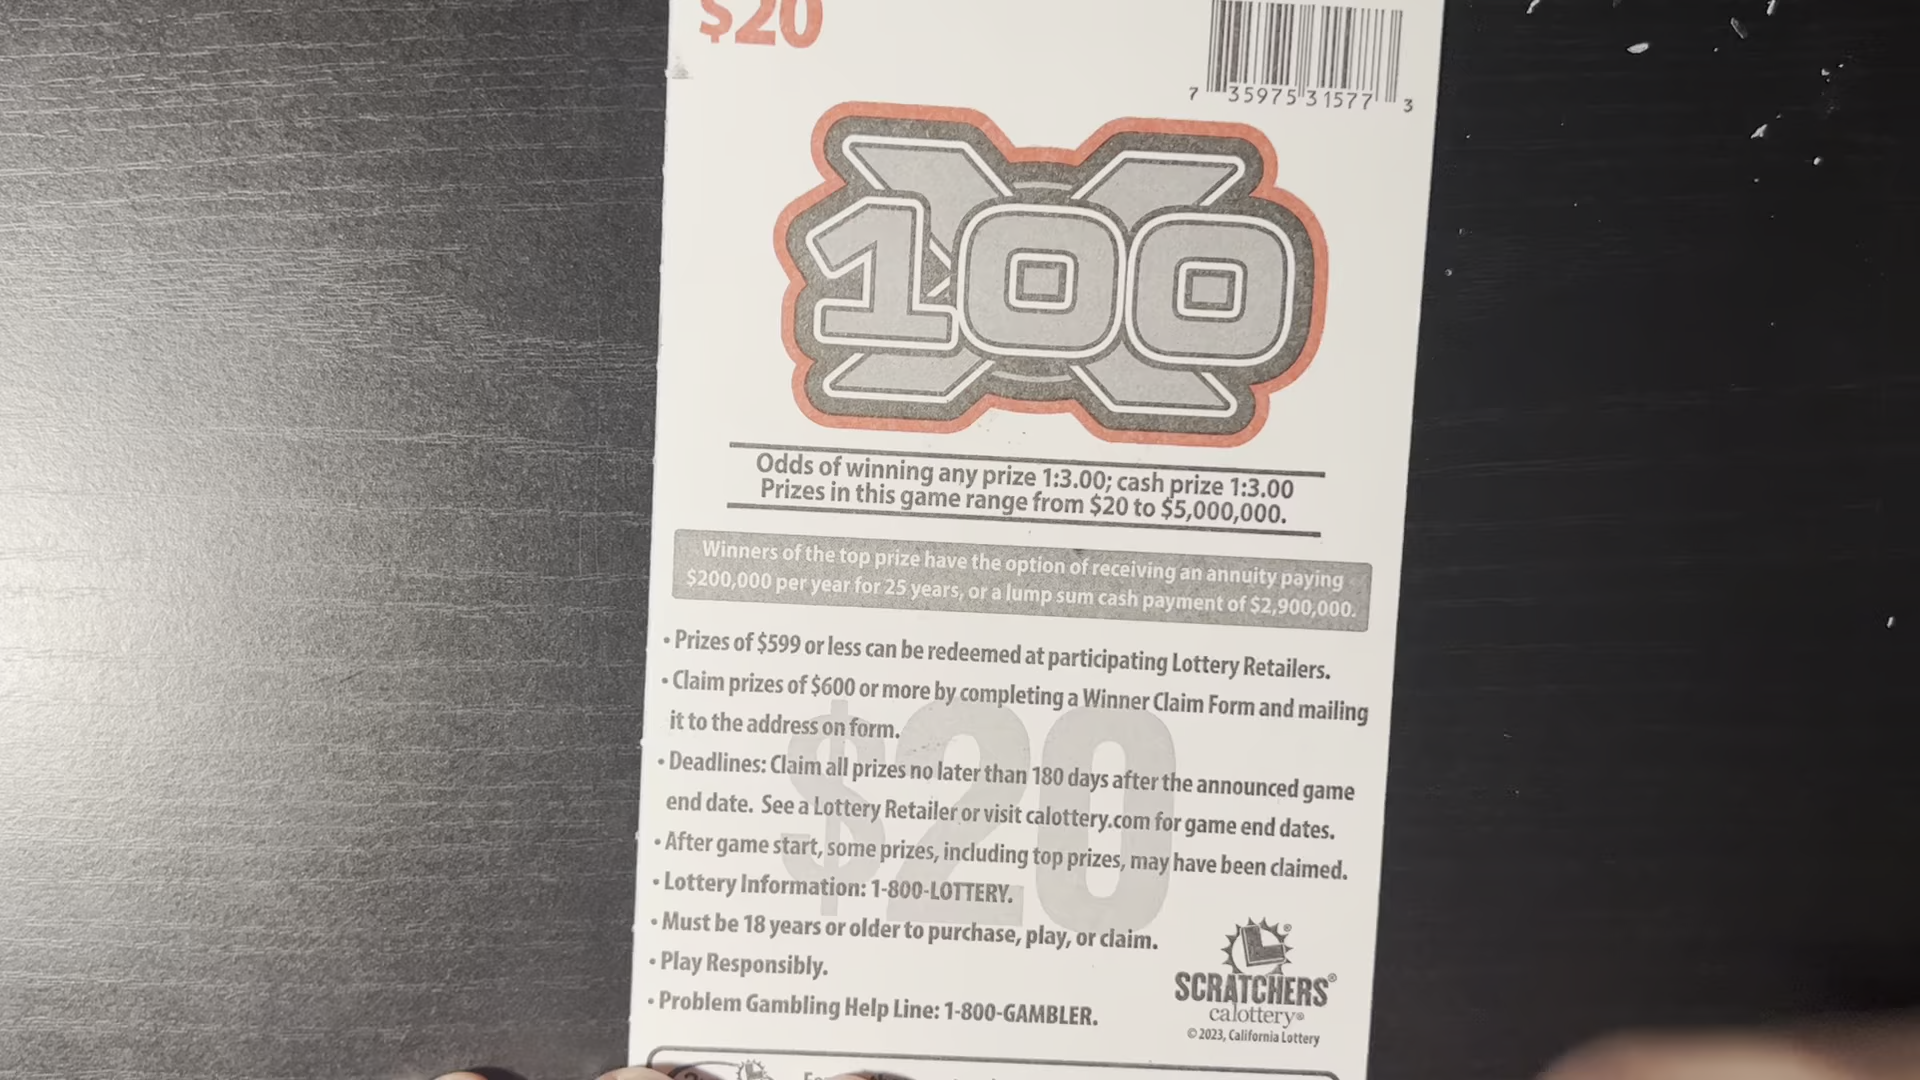 $20
7 35975 31577 3
X
100
Odds of winning any prize 1:3.00; cash prize 1:3.00
Prizes in this game range from $20 to $5,000,000.
Winners of the top prize have the option of receiving an annuity paying
$200,000 per year for 25 years, or a lump sum cash payment of $2,900,000.
• Prizes of $599 or less can be redeemed at participating Lottery Retailers.
• Claim prizes of $600 or more by completing a Winner Claim Form and mailing
it to the address on form.
$20
• Deadlines: Claim all prizes no later than 180 days after the announced game
end date. See a Lottery Retailer or visit calottery.com for game end dates.
• After game start, some prizes, including top prizes, may have been claimed.
• Lottery Information: 1-800-LOTTERY.
• Must be 18 years or older to purchase, play, or claim.
• Play Responsibly.
• Problem Gambling Help Line: 1-800-GAMBLER.
L®
SCRATCHERS®
calottery®
©2023, California Lottery